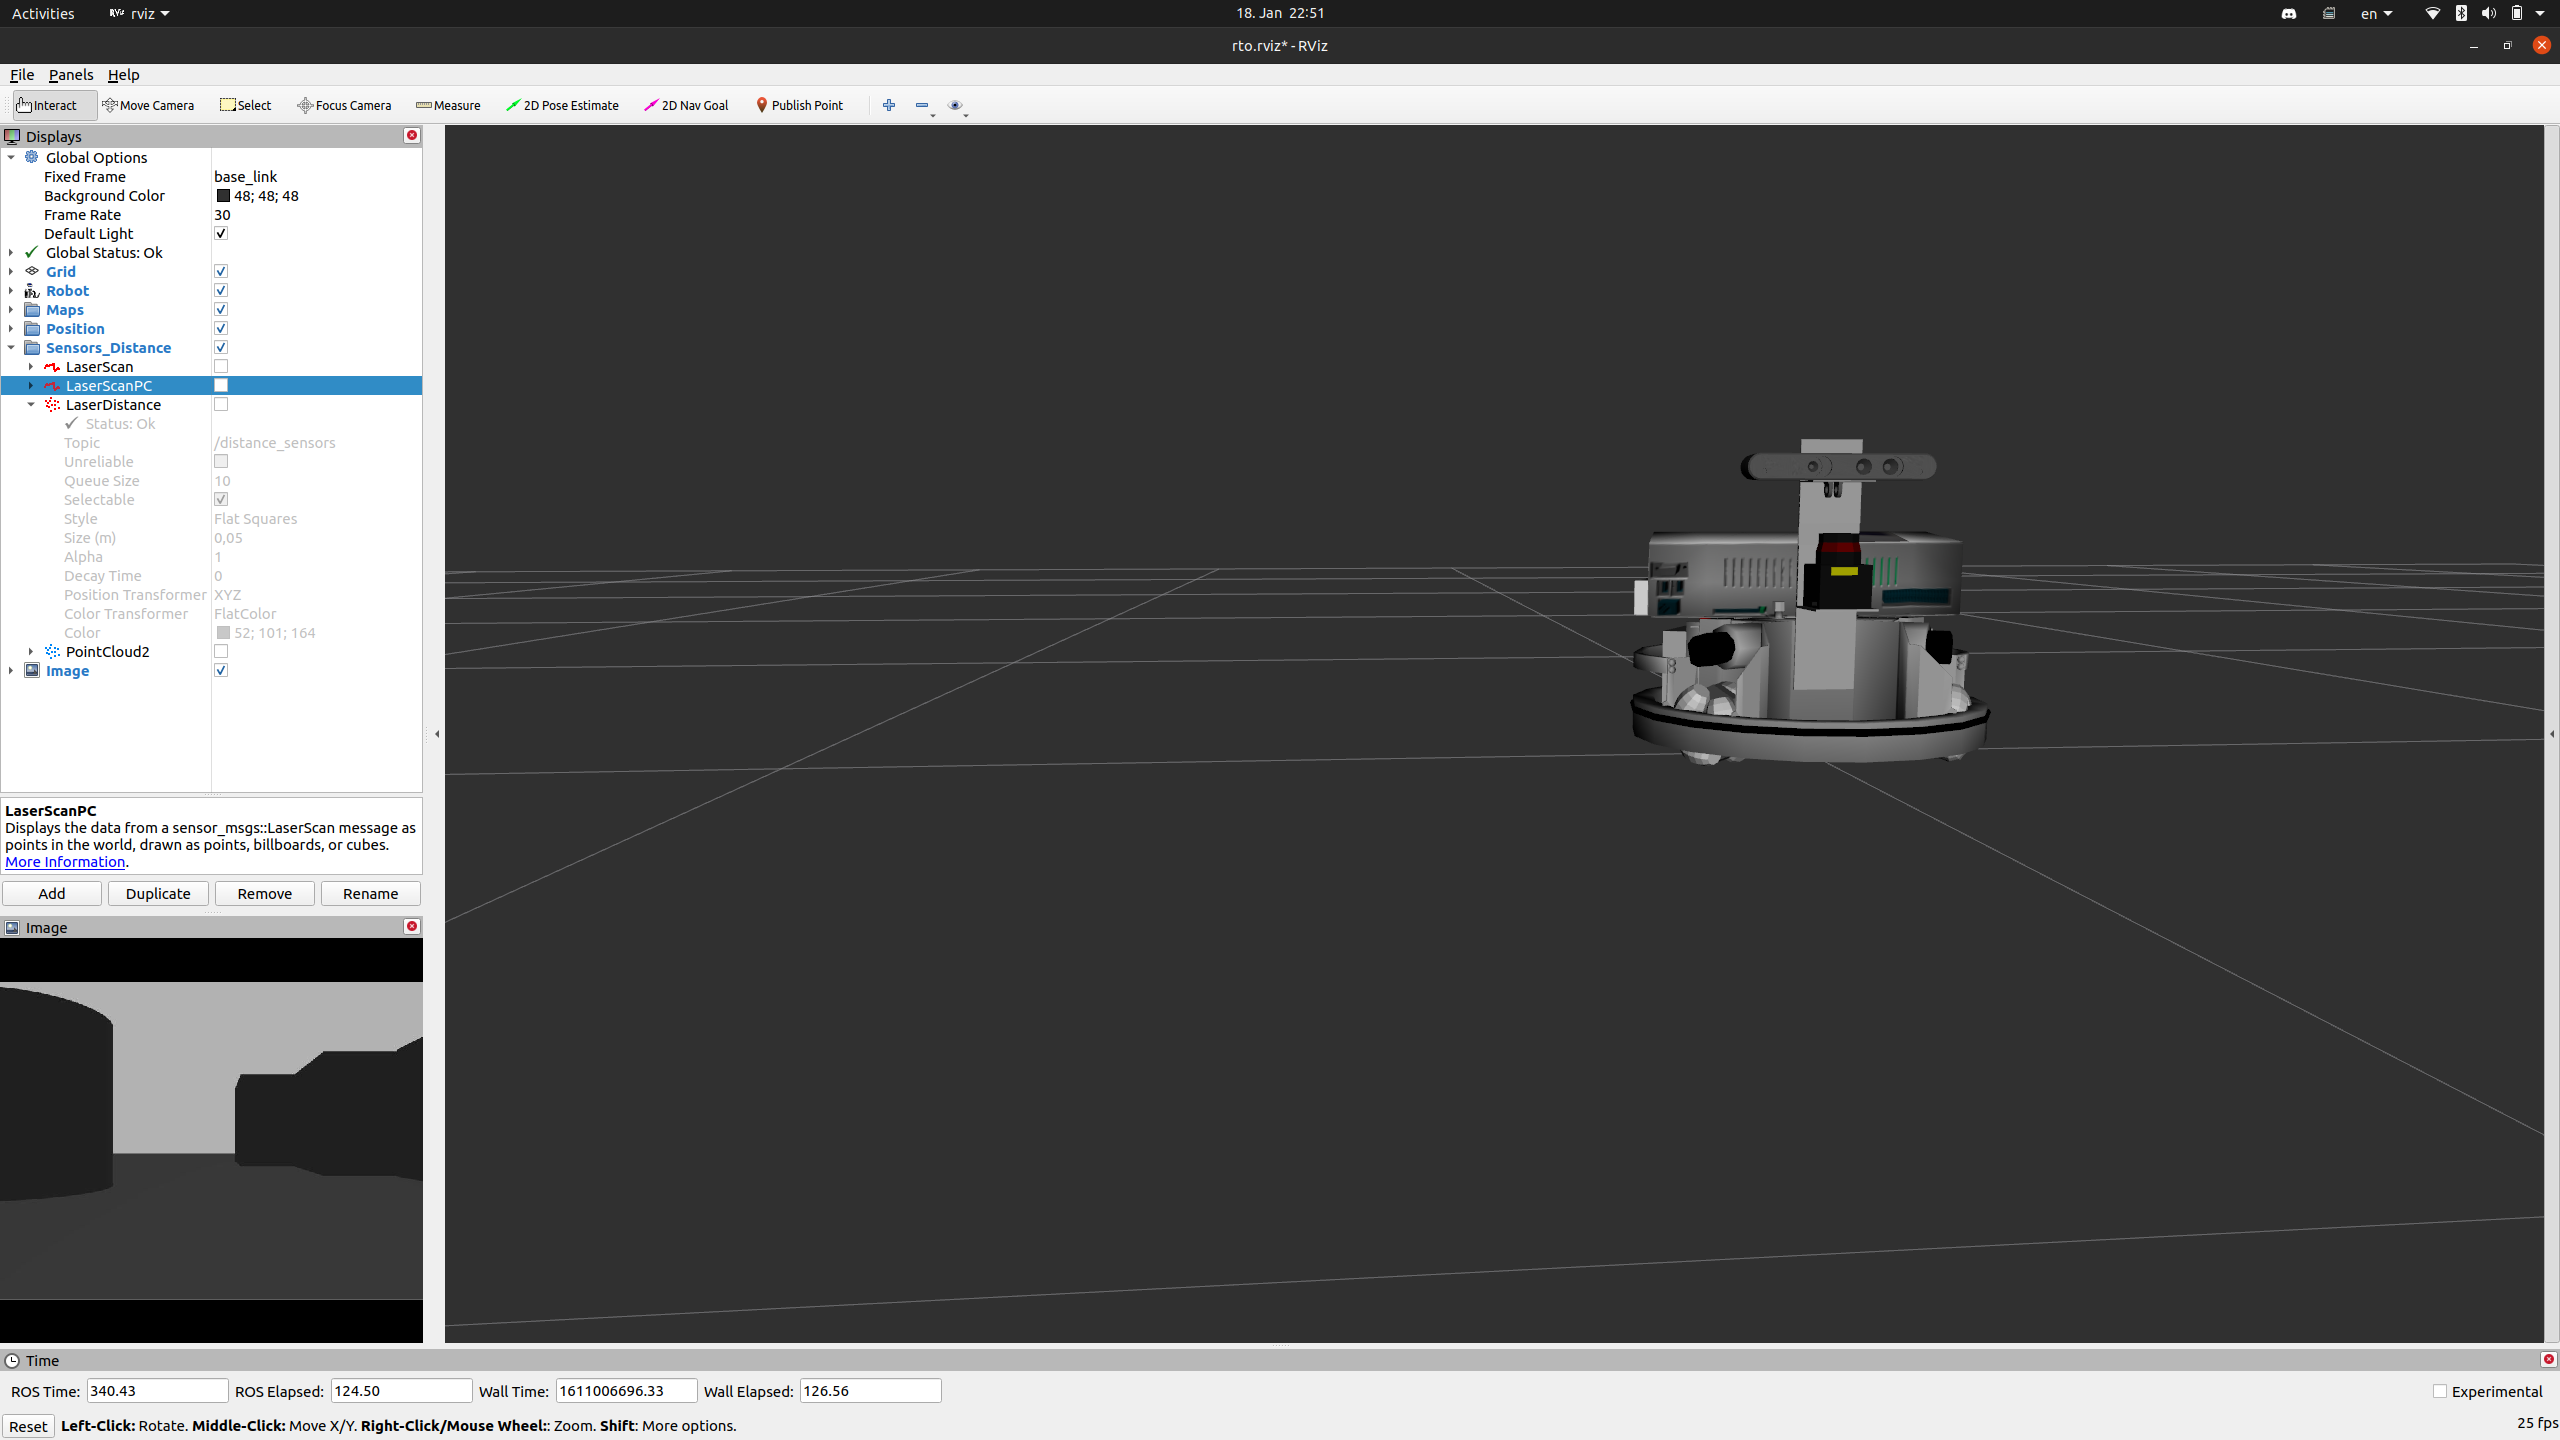 Activities rviz 18. Jan 22:51 en
rto.rviz* - RViz
File Panels Help
Interact Move Camera Select Focus Camera Measure 2D Pose Estimate 2D Nav Goal Publish Point
Displays
Global Options
Fixed Frame base_link
Background Color 48; 48; 48
Frame Rate 30
Default Light
Global Status: Ok
Grid
Robot
Maps
Position
Sensors_Distance
LaserScan
LaserScanPC
LaserDistance
Status: Ok
Topic /distance_sensors
Unreliable
Queue Size 10
Selectable
Style Flat Squares
Size (m) 0,05
Alpha 1
Decay Time 0
Position Transformer XYZ
Color Transformer FlatColor
Color 52; 101; 164
PointCloud2
Image
LaserScanPC
Displays the data from a sensor_msgs::LaserScan message as
points in the world, drawn as points, billboards, or cubes.
More Information.
Add Duplicate Remove Rename
Image
Time
ROS Time: 340.43 ROS Elapsed: 124.50 Wall Time: 1611006696.33 Wall Elapsed: 126.56 Experimental
Reset Left-Click: Rotate. Middle-Click: Move X/Y. Right-Click/Mouse Wheel:: Zoom. Shift: More options. 25 fps